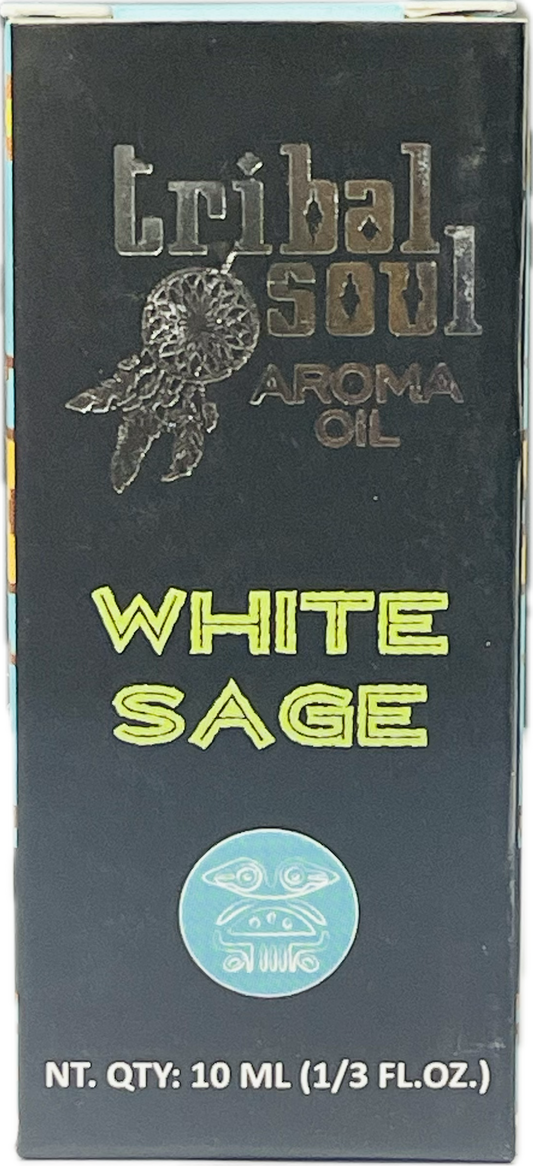 tribal
soul
AROMA
OIL
WHITE
SAGE
NT. QTY: 10 ML (1/3 FL.OZ.)